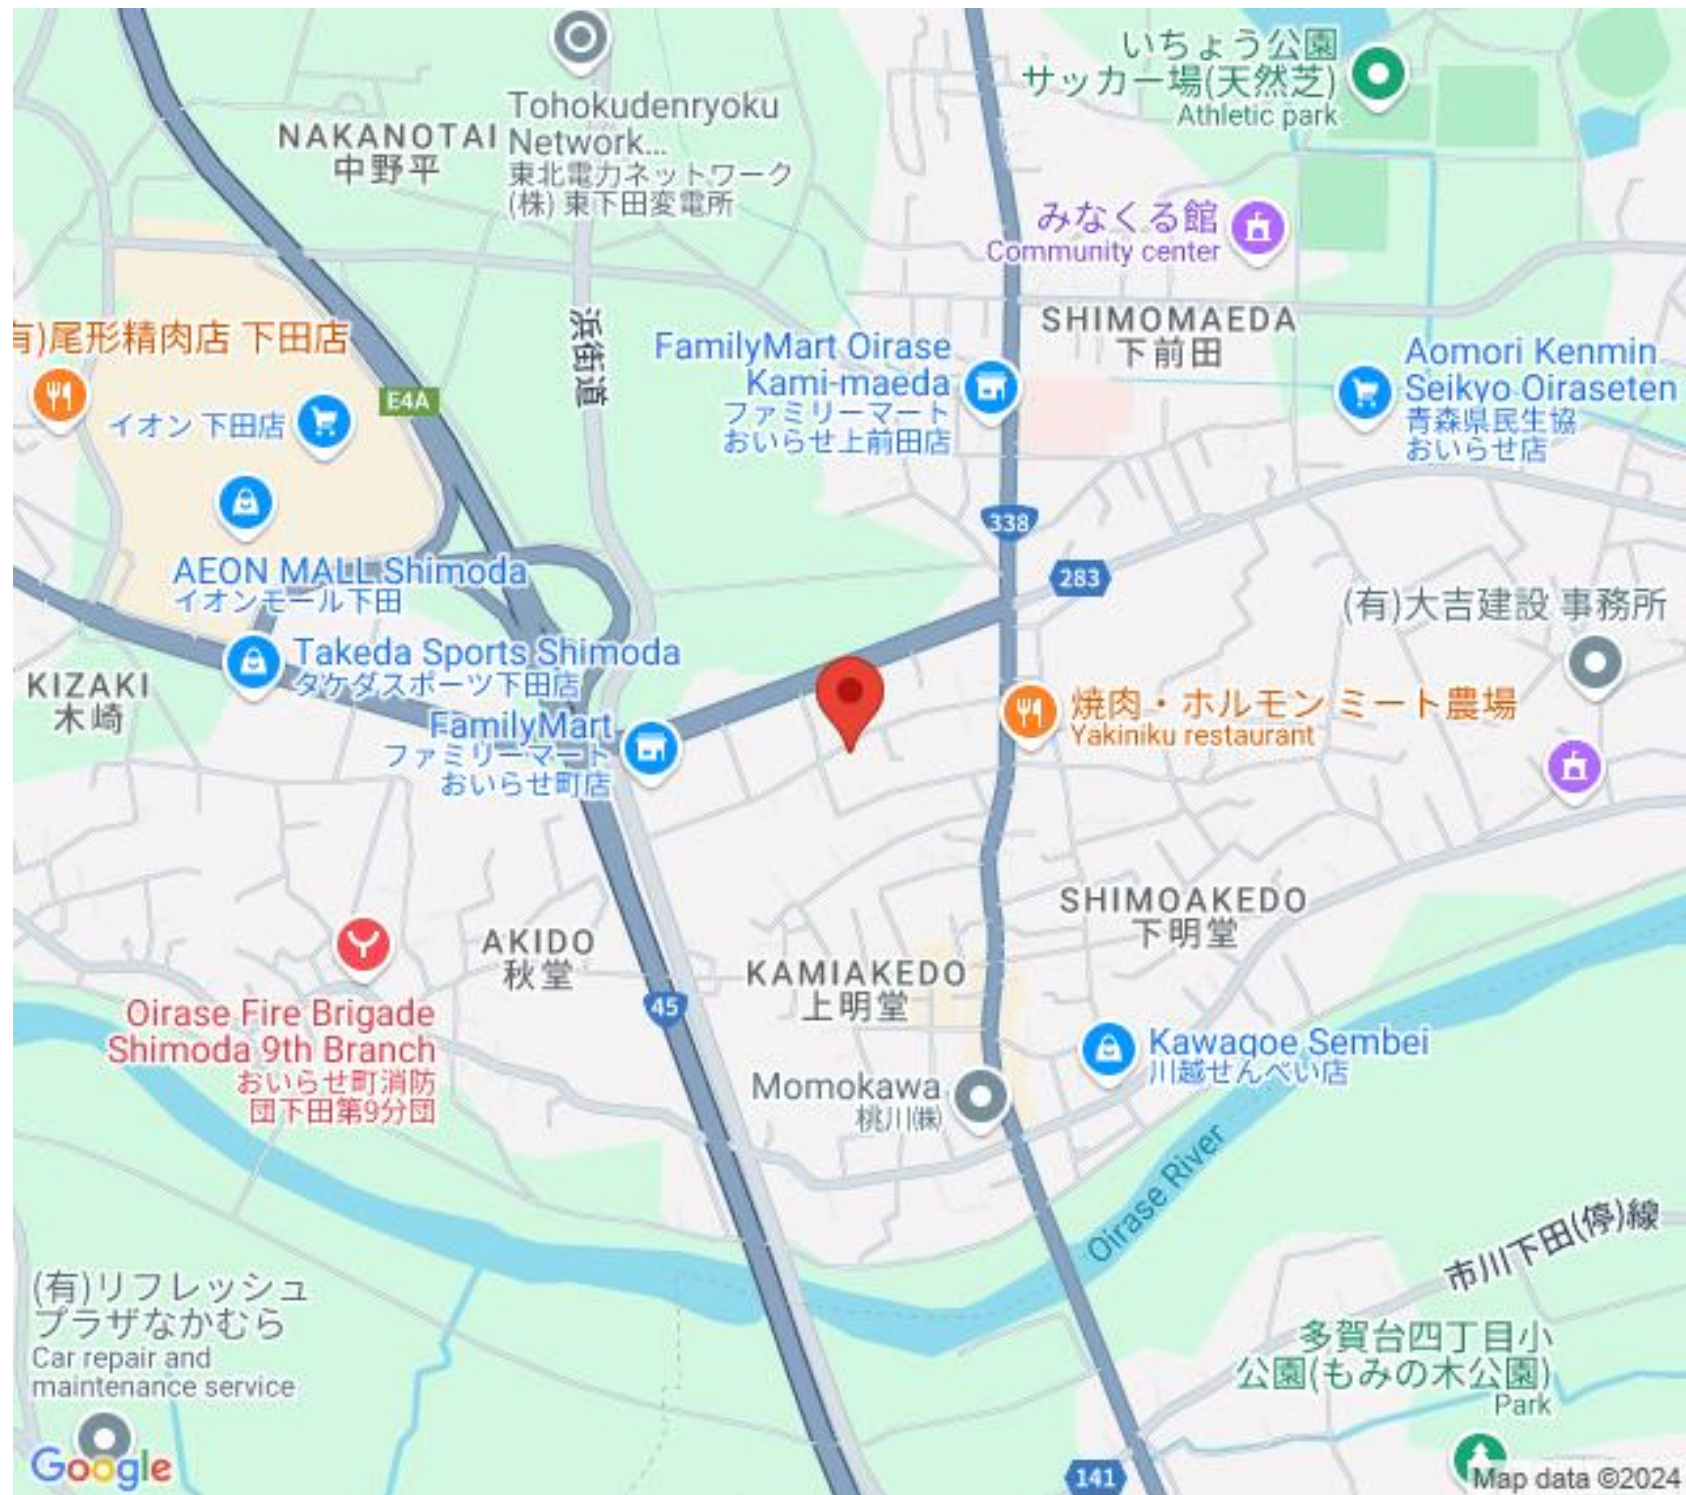 いちょう公園
サッカー場(天然芝)
Athletic park
Tohokudenryoku
Network...
東北電力ネットワーク
(株) 東下田変電所
NAKANOTAI
中野平
みなくる館
Community center
浜街道
SHIMOMAEDA
下前田
有)尾形精肉店 下田店
FamilyMart Oirase
Kami-maeda
ファミリーマート
おいらせ上前田店
Aomori Kenmin
Seikyo Oiraseten
青森県民生協
おいらせ店
E4A
イオン 下田店
338
AEON MALL Shimoda
イオンモール下田
283
(有)大吉建設 事務所
Takeda Sports Shimoda
タケダスポーツ下田店
KIZAKI
木崎
焼肉・ホルモン ミート農場
Yakiniku restaurant
FamilyMart
ファミリーマート
おいらせ町店
SHIMOAKEDO
下明堂
AKIDO
秋堂
KAMIAKEDO
上明堂
45
Oirase Fire Brigade
Shimoda 9th Branch
おいらせ町消防
団下田第9分団
Kawagoe Sembei
川越せんべい店
Momokawa
桃川㈱
Oirase River
市川下田(停)線
(有)リフレッシュ
プラザなかむら
Car repair and
maintenance service
多賀台四丁目小
公園(もみの木公園)
Park
Google
141
Map data ©2024